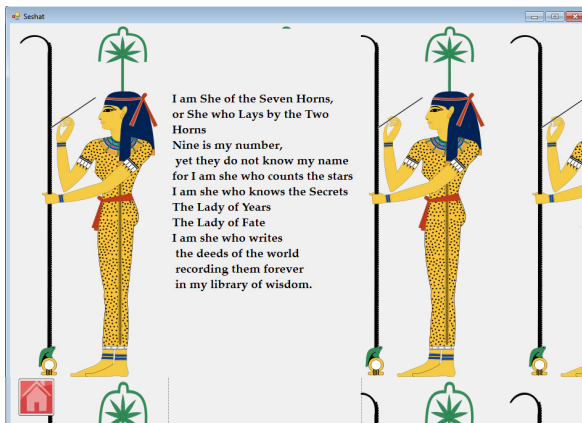 Seshat
I am She of the Seven Horns,
or She who Lays by the Two
Horns
Nine is my number,
yet they do not know my name
for I am she who counts the stars
I am she who knows the Secrets
The Lady of Years
The Lady of Fate
I am she who writes
the deeds of the world
recording them forever
in my library of wisdom.